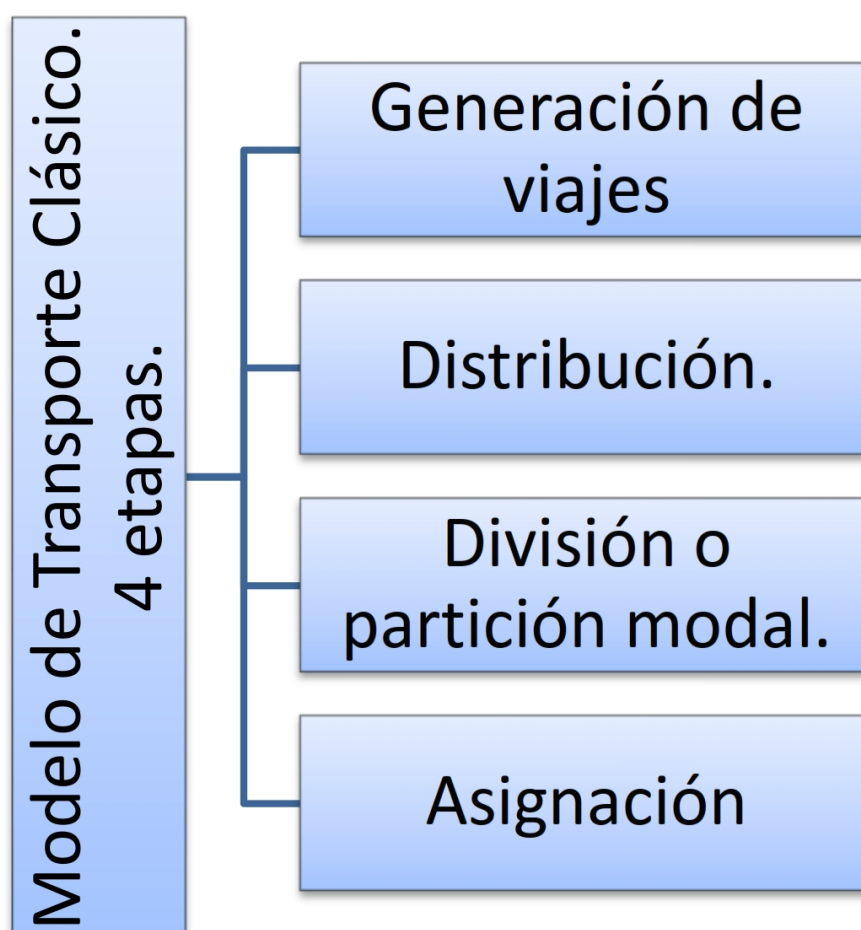 Modelo de Transporte Clásico.
4 etapas.
Generación de
viajes
Distribución.
División o
partición modal.
Asignación